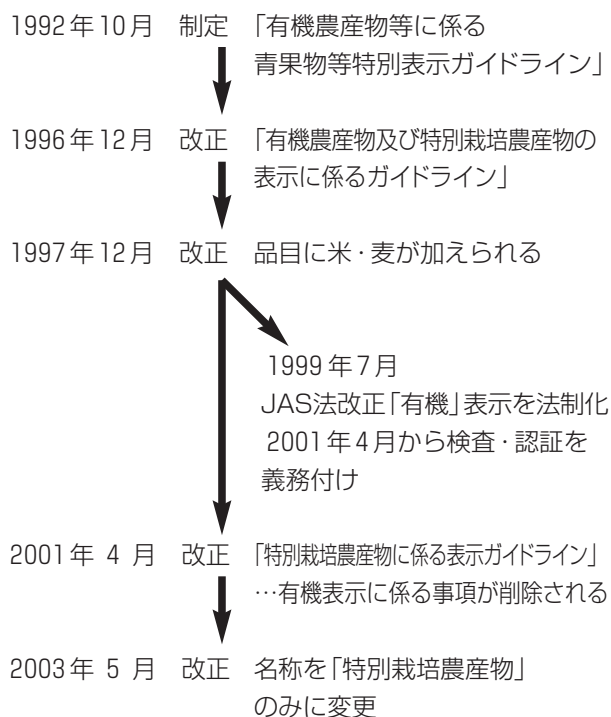 1992年10月 制定 「有機農産物等に係る
青果物等特別表示ガイドライン」
1996年12月 改正 「有機農産物及び特別栽培農産物の
表示に係るガイドライン」
1997年12月 改正 品目に米・麦が加えられる
1999年7月
JAS法改正「有機」表示を法制化
2001年4月から検査・認証を
義務付け
2001年 4 月 改正 「特別栽培農産物に係る表示ガイドライン」
…有機表示に係る事項が削除される
2003年 5 月 改正 名称を「特別栽培農産物」
のみに変更